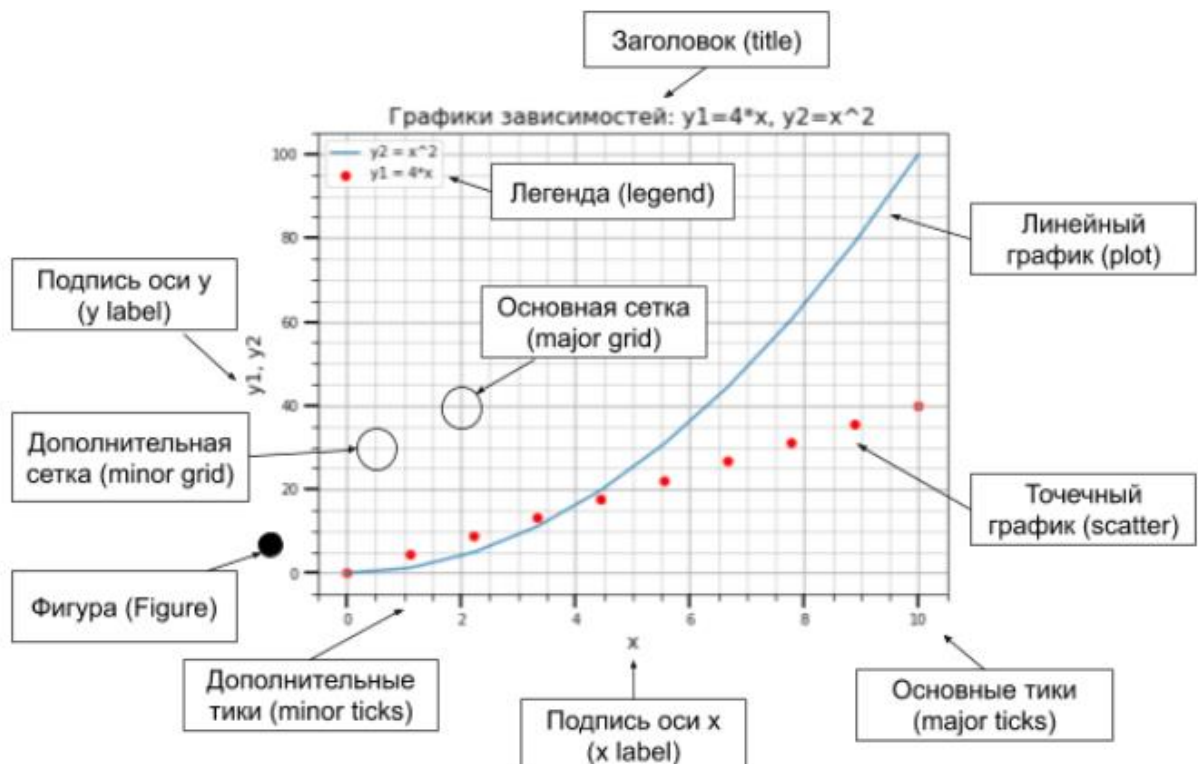 Заголовок (title)
Графики зависимостей: y1=4*x, y2=x^2
y2 = x^2
y1 = 4*x
Легенда (legend)
Линейный
график (plot)
Подпись оси y
(y label)
Основная сетка
(major grid)
y1, y2
100
80
60
40
20
0
Дополнительная
сетка (minor grid)
Точечный
график (scatter)
Фигура (Figure)
0 2 4 6 8 10
x
Дополнительные
тики (minor ticks)
Подпись оси x
(x label)
Основные тики
(major ticks)